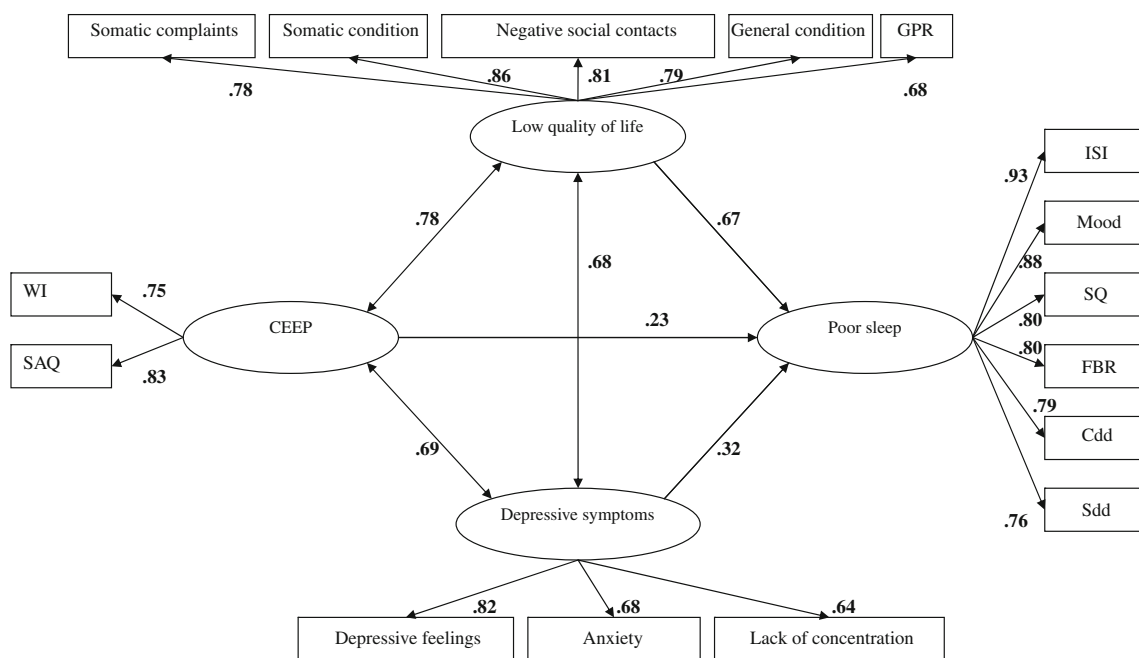 Somatic complaints
Somatic condition
Negative social contacts
General condition
GPR
.78
.86
.81
.79
.68
Low quality of life
ISI
.93
Mood
.88
SQ
.80
FBR
.80
Cdd
.79
Sdd
.76
.78
.67
.68
WI
.75
SAQ
.83
CEEP
.23
Poor sleep
.69
.32
Depressive symptoms
.82
.68
.64
Depressive feelings
Anxiety
Lack of concentration